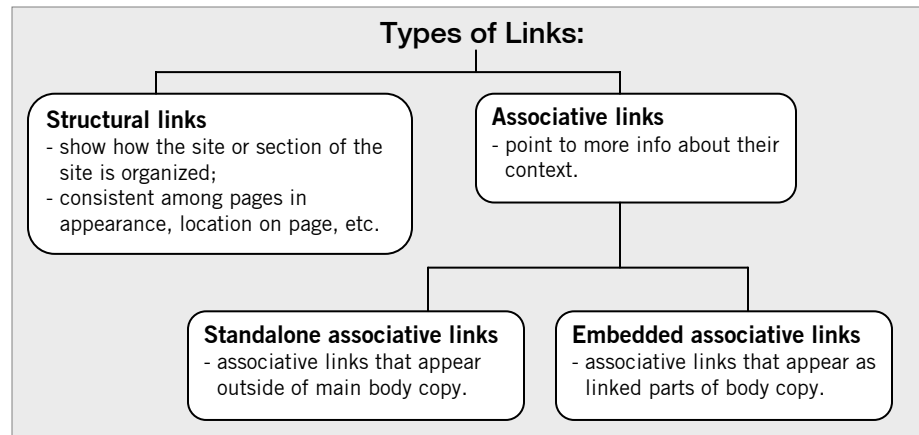 Types of Links:
Structural links
- show how the site or section of the
site is organized;
- consistent among pages in
appearance, location on page, etc.
Associative links
- point to more info about their
context.
Standalone associative links
- associative links that appear
outside of main body copy.
Embedded associative links
- associative links that appear as
linked parts of body copy.